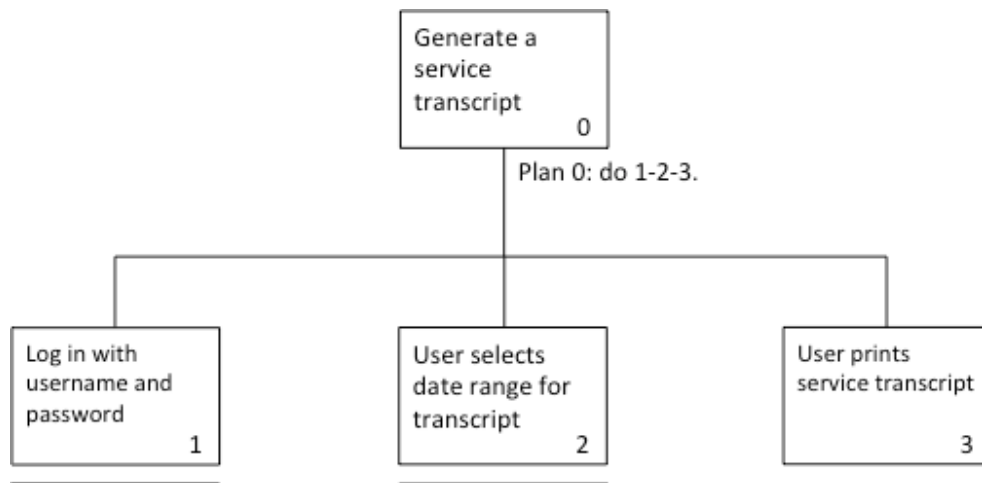 Generate a
service
transcript
0
Plan 0: do 1-2-3.
Log in with
username and
password
1
User selects
date range for
transcript
2
User prints
service transcript
3